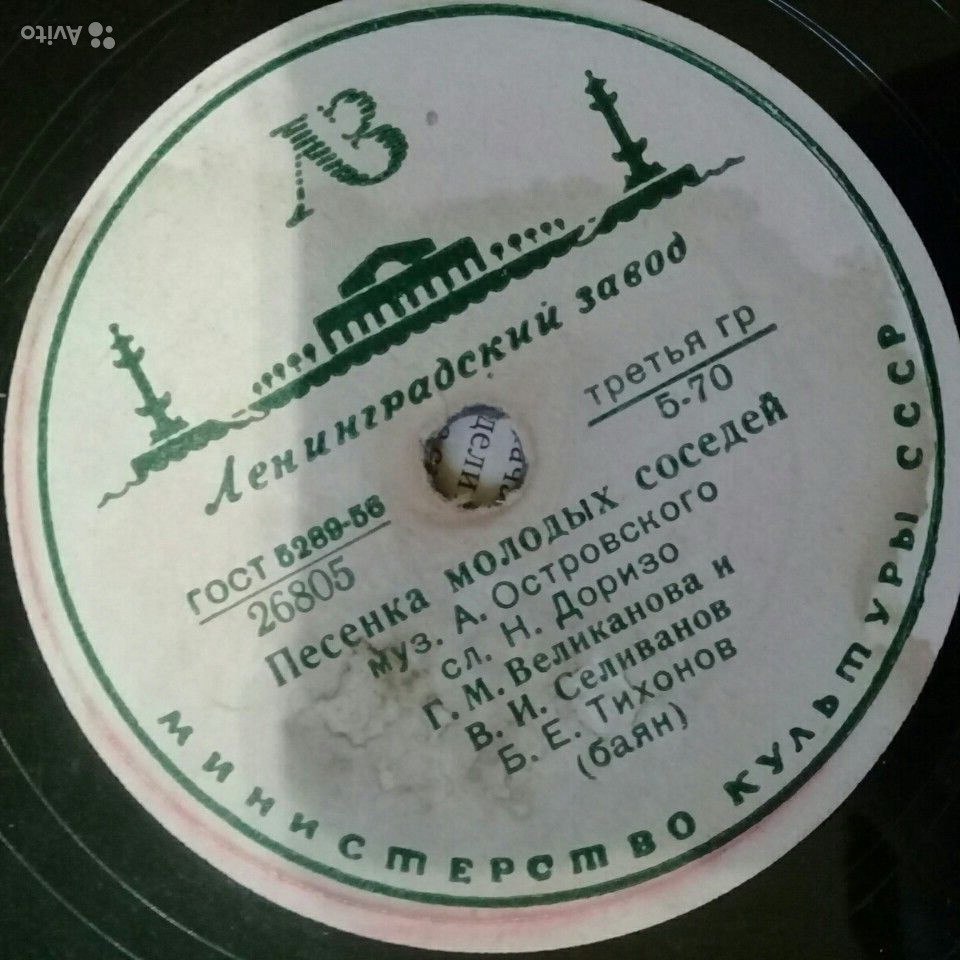 Avito
ЛЗ
Ленинградский завод
третья гр
5-70
ГОСТ 5289-56
26805
Песенка молодых соседей
муз. А. Островского
сл. Н. Доризо
Г. М. Великанова и
В. И. Селиванов
Б. Е. Тихонов
(баян)
МИНИСТЕРСТВО КУЛЬТУРЫ СССР